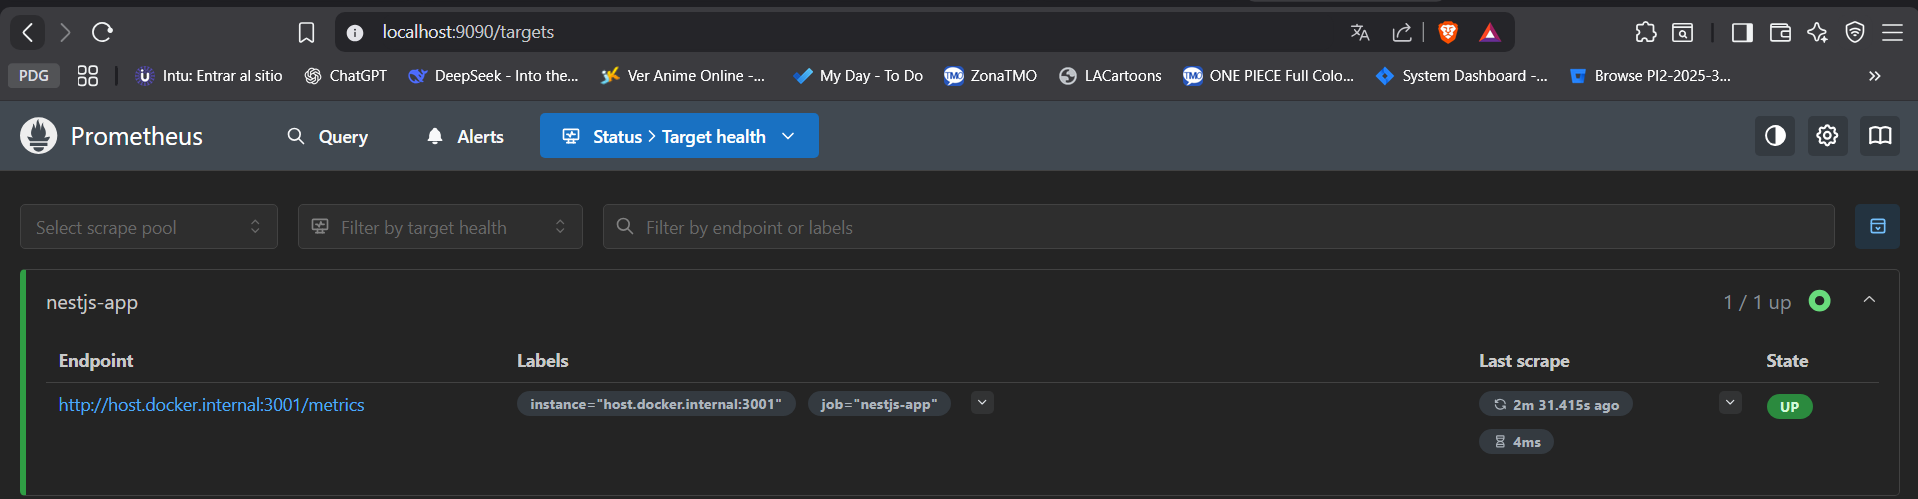 localhost:9090/targets
PDG Intu: Entrar al sitio ChatGPT DeepSeek - Into the... Ver Anime Online -... My Day - To Do TMO ZonaTMO LACartoons TMO ONE PIECE Full Colo... System Dashboard -... Browse PI2-2025-3... »
Prometheus Query Alerts Status > Target health
Select scrape pool Filter by target health Filter by endpoint or labels
nestjs-app 1 / 1 up
Endpoint Labels Last scrape State
http://host.docker.internal:3001/metrics instance="host.docker.internal:3001" job="nestjs-app" 2m 31.415s ago UP
4ms